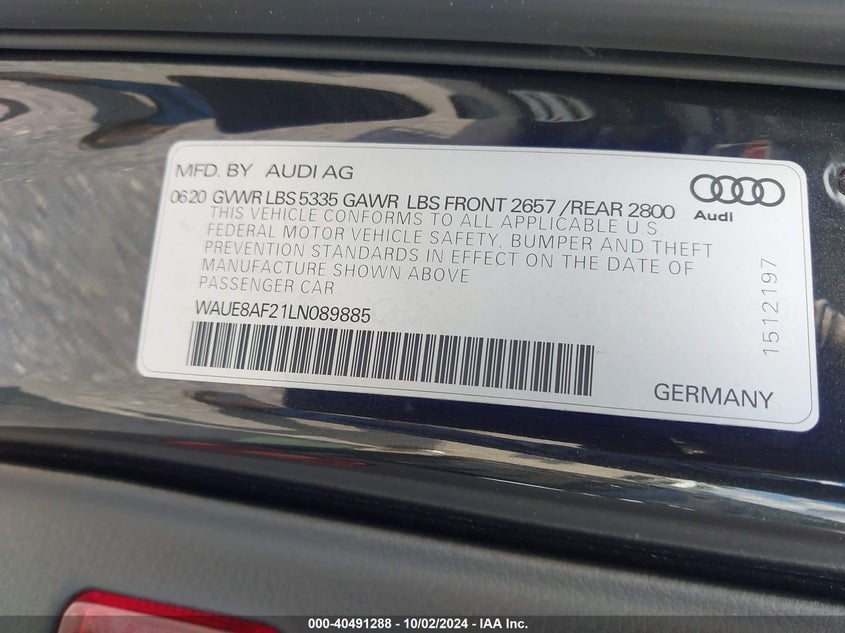 MFD. BY AUDI AG
0620 GVWR LBS 5335 GAWR LBS FRONT 2657 /REAR 2800
THIS VEHICLE CONFORMS TO ALL APPLICABLE U.S.
FEDERAL MOTOR VEHICLE SAFETY, BUMPER AND THEFT
PREVENTION STANDARDS IN EFFECT ON THE DATE OF
MANUFACTURE SHOWN ABOVE
PASSENGER CAR
WAUE8AF21LN089885
Audi
1512197
GERMANY
000-40491288 - 10/02/2024 - IAA Inc.